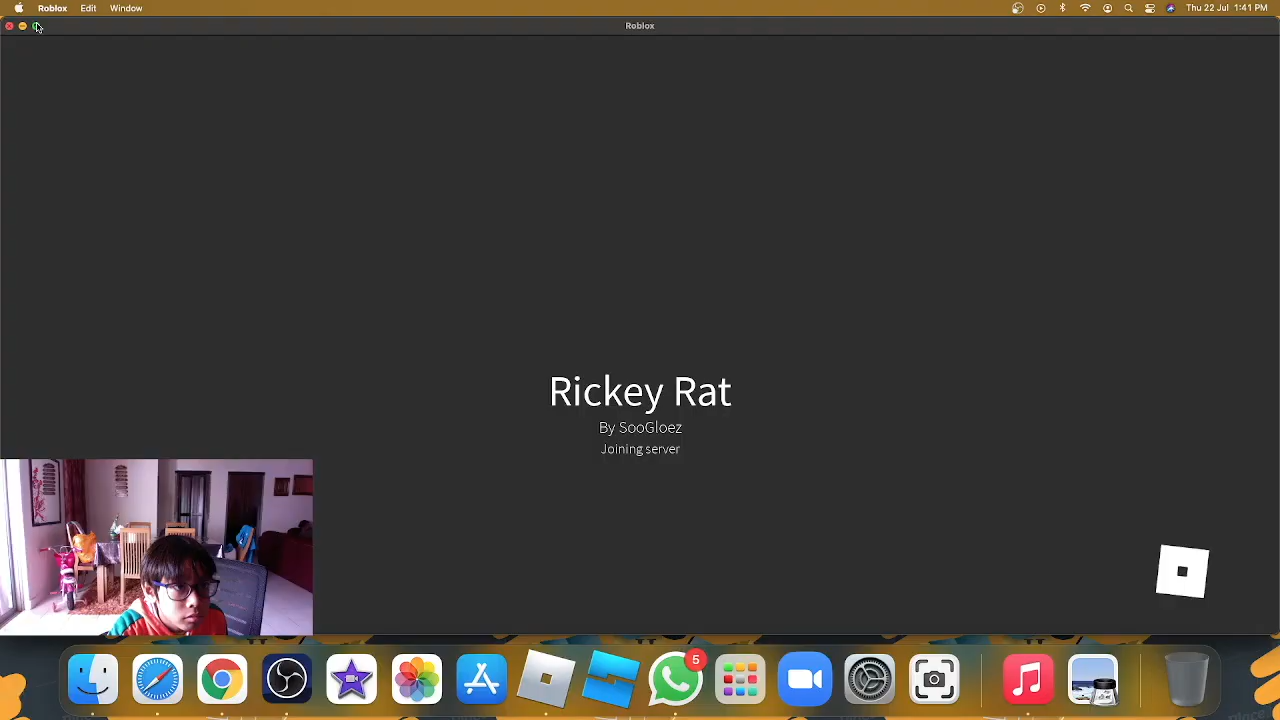 Roblox Edit Window Thu 22 Jul 1:41 PM
Roblox
Rickey Rat
By SooGloez
Joining server
5